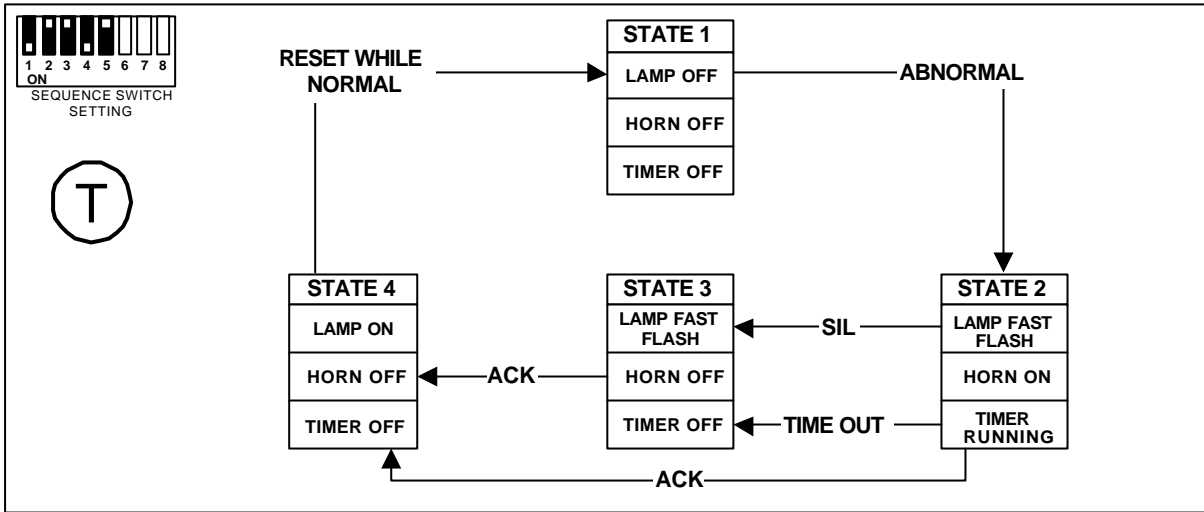 1 2 3 4 5 6 7 8
ON
SEQUENCE SWITCH
SETTING
T
RESET WHILE
NORMAL
STATE 1
LAMP OFF
HORN OFF
TIMER OFF
ABNORMAL
STATE 4
LAMP ON
HORN OFF
TIMER OFF
ACK
STATE 3
LAMP FAST
FLASH
HORN OFF
TIMER OFF
SIL
TIME OUT
STATE 2
LAMP FAST
FLASH
HORN ON
TIMER
RUNNING
ACK